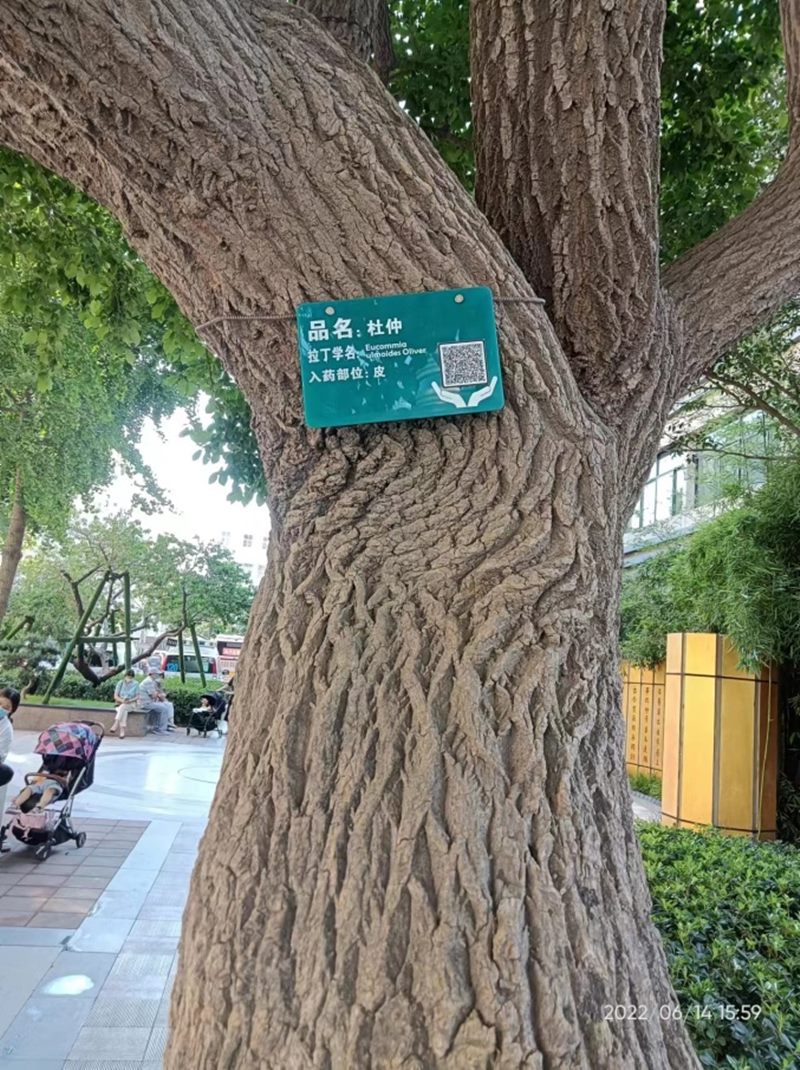 品名：杜仲
拉丁学名：Eucommia
ulmoides Oliver
入药部位：皮
2022/06/14 15:59